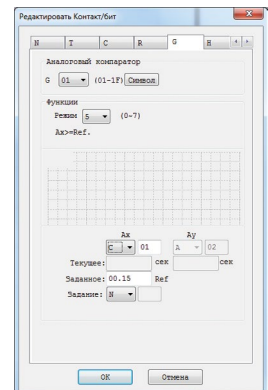 Редактировать Контакт/бит
N T C R G H
Аналоговый компаратор
G 01 (01-1F) Символ
Функции
Режим 5 (0-7)
Ax>=Ref.
Ax Ay
C 01 A 02
Текущее: сек сек
Заданное: 00.15 Ref
Задание: N
OK Отмена